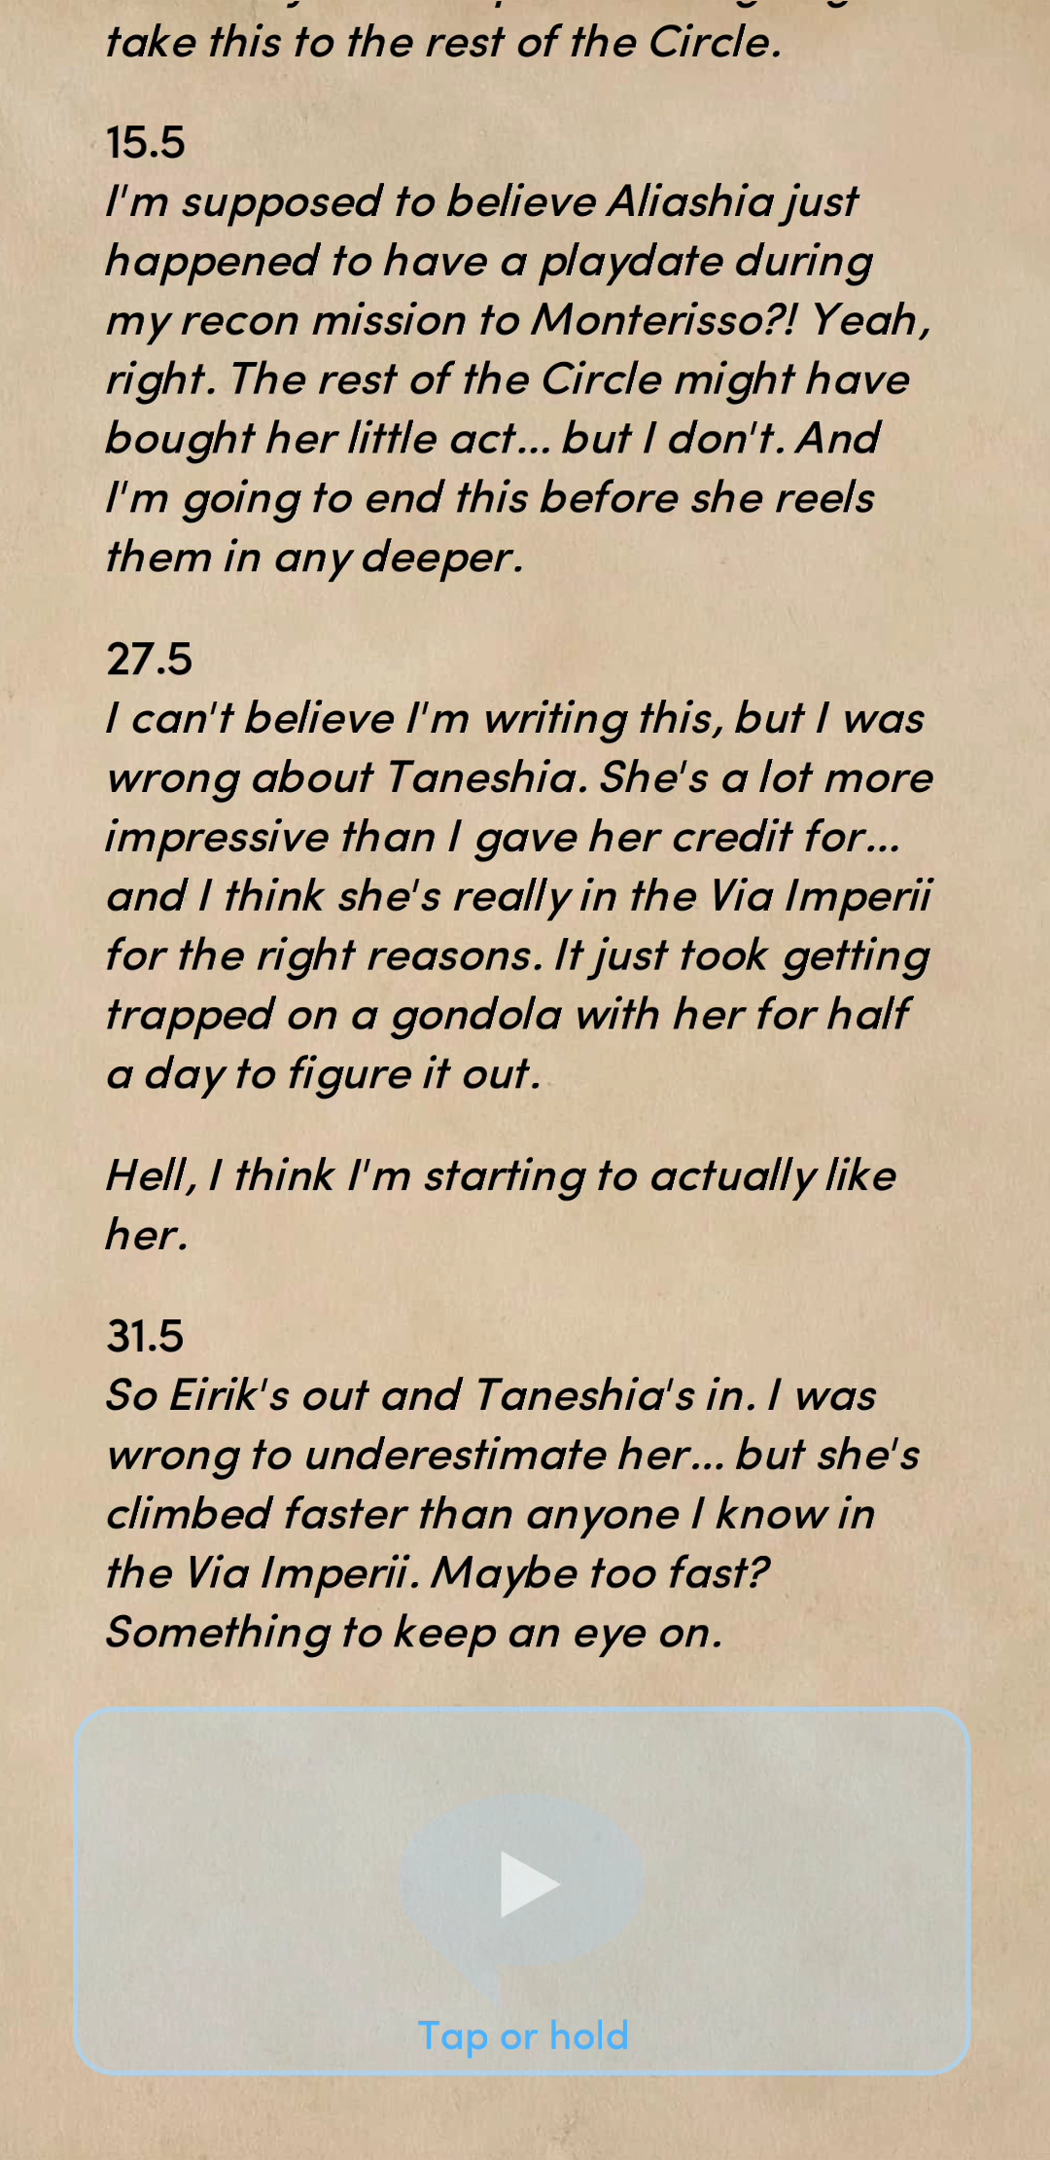 take this to the rest of the Circle.
15.5
I'm supposed to believe Aliashia just
happened to have a playdate during
my recon mission to Monterisso?! Yeah,
right. The rest of the Circle might have
bought her little act... but I don't. And
I'm going to end this before she reels
them in any deeper.
27.5
I can't believe I'm writing this, but I was
wrong about Taneshia. She's a lot more
impressive than I gave her credit for...
and I think she's really in the Via Imperii
for the right reasons. It just took getting
trapped on a gondola with her for half
a day to figure it out.
Hell, I think I'm starting to actually like
her.
31.5
So Eirik's out and Taneshia's in. I was
wrong to underestimate her... but she's
climbed faster than anyone I know in
the Via Imperii. Maybe too fast?
Something to keep an eye on.
Tap or hold